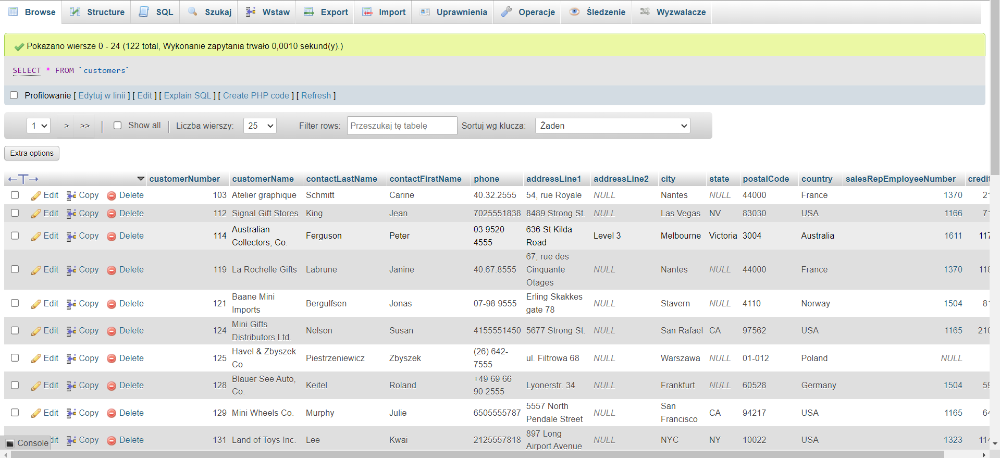 Browse Structure SQL Szukaj Wstaw Export Import Uprawnienia Operacje Śledzenie Wyzwalacze
Pokazano wiersze 0 - 24 (122 total, Wykonanie zapytania trwało 0,0010 sekund(y).)
SELECT * FROM `customers`
Profilowanie [ Edytuj w linii ] [ Edit ] [ Explain SQL ] [ Create PHP code ] [ Refresh ]
1 > >> | Show all | Liczba wierszy: 25 Filter rows: Przeszukaj tę tabelę Sortuj wg klucza: Żaden
Extra options
←T→ customerNumber customerName contactLastName contactFirstName phone addressLine1 addressLine2 city state postalCode country salesRepEmployeeNumber credit
Edit Copy Delete 103 Atelier graphique Schmitt Carine 40.32.2555 54, rue Royale NULL Nantes NULL 44000 France 1370 21
Edit Copy Delete 112 Signal Gift Stores King Jean 7025551838 8489 Strong St. NULL Las Vegas NV 83030 USA 1166 71
Edit Copy Delete 114 Australian Collectors, Co. Ferguson Peter 03 9520 4555 636 St Kilda Road Level 3 Melbourne Victoria 3004 Australia 1611 117
Edit Copy Delete 119 La Rochelle Gifts Labrune Janine 40.67.8555 67, rue des Cinquante Otages NULL Nantes NULL 44000 France 1370 118
Edit Copy Delete 121 Baane Mini Imports Bergulfsen Jonas 07-98 9555 Erling Skakkes gate 78 NULL Stavern NULL 4110 Norway 1504 81
Edit Copy Delete 124 Mini Gifts Distributors Ltd. Nelson Susan 4155551450 5677 Strong St. NULL San Rafael CA 97562 USA 1165 210
Edit Copy Delete 125 Havel & Zbyszek Co Piestrzeniewicz Zbyszek (26) 642-7555 ul. Filtrowa 68 NULL Warszawa NULL 01-012 Poland NULL
Edit Copy Delete 128 Blauer See Auto, Co. Keitel Roland +49 69 66 90 2555 Lyonerstr. 34 NULL Frankfurt NULL 60528 Germany 1504 59
Edit Copy Delete 129 Mini Wheels Co. Murphy Julie 6505555787 5557 North Pendale Street NULL San Francisco CA 94217 USA 1165 64
dit Copy Delete 131 Land of Toys Inc. Lee Kwai 2125557818 897 Long Airport Avenue NULL NYC NY 10022 USA 1323 114
Console